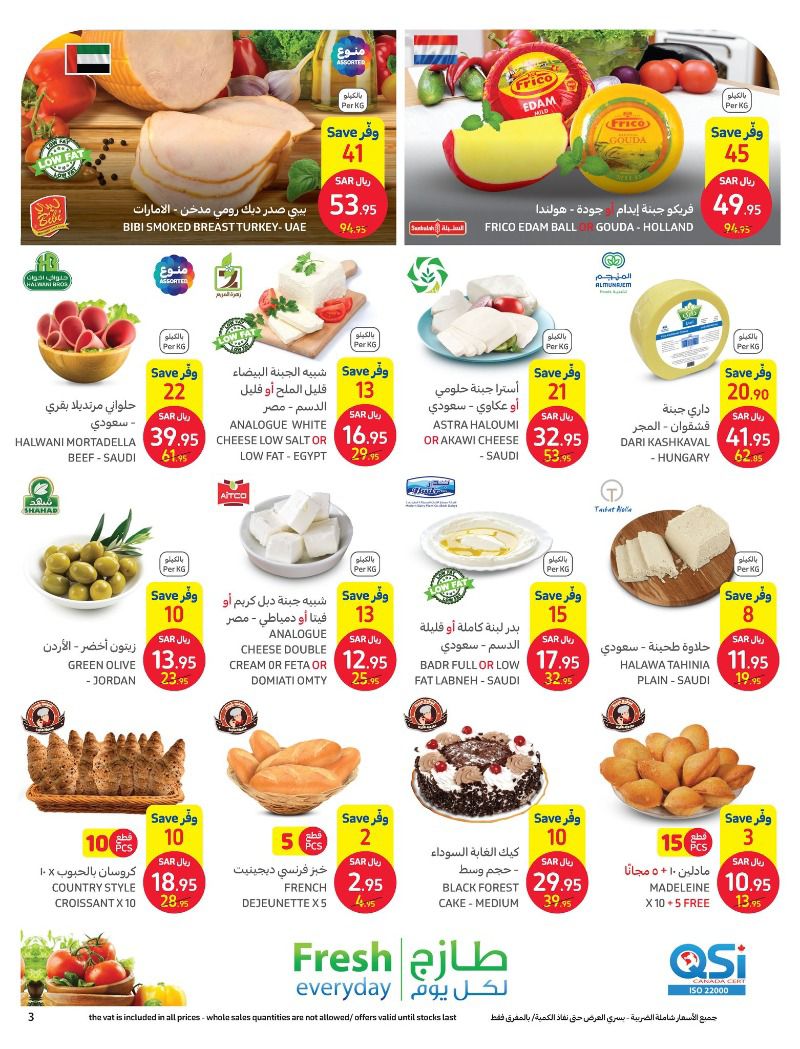 منوع
ASSORTED
بالكيلو
Per KG
LOW FAT
Bibi
وفّر Save
41
SAR ريال
53.95
94.95
بيبي صدر ديك رومي مدخن - الامارات
BIBI SMOKED BREAST TURKEY- UAE
Frico
EDAM
MILD
Frico
GOUDA
بالكيلو
Per KG
وفّر Save
45
SAR ريال
49.95
94.95
Sunbulah السنبلة
فريكو جبنة إيدام أو جودة - هولندا
FRICO EDAM BALL OR GOUDA - HOLLAND
حلواني اخوان
HALWANI BROS
منوع
ASSORTED
بالكيلو
Per KG
وفّر Save
22
SAR ريال
39.95
61.95
حلواني مرتديلا بقري
- سعودي
HALWANI MORTADELLA
BEEF - SAUDI
زهرة المريم
LOW FAT
بالكيلو
Per KG
وفّر Save
13
SAR ريال
16.95
29.95
شبيه الجبنة البيضاء
قليل الملح أو قليل
الدسم - مصر
ANALOGUE WHITE
CHEESE LOW SALT OR
LOW FAT - EGYPT
بالكيلو
Per KG
وفّر Save
21
SAR ريال
32.95
53.95
أسترا جبنة حلومي
أو عكاوي - سعودي
ASTRA HALOUMI
OR AKAWI CHEESE
- SAUDI
المنجم
ALMUNAJEM
بالكيلو
Per KG
وفّر Save
20.90
SAR ريال
41.95
62.85
داري جبنة
قشقوان - المجر
DARI KASHKAVAL
- HUNGARY
شهد
SHAHAD
بالكيلو
Per KG
وفّر Save
10
SAR ريال
13.95
23.95
زيتون أخضر - الأردن
GREEN OLIVE
- JORDAN
AITCO
بالكيلو
Per KG
وفّر Save
13
SAR ريال
12.95
25.95
شبيه جبنة دبل كريم أو
فيتا أو دمياطي - مصر
ANALOGUE
CHEESE DOUBLE
CREAM OR FETA OR
DOMIATI OMTY
LOW FAT
بالكيلو
Per KG
وفّر Save
15
SAR ريال
17.95
32.95
بدر لبنة كاملة أو قليلة
الدسم - سعودي
BADR FULL OR LOW
FAT LABNEH - SAUDI
بالكيلو
Per KG
وفّر Save
8
SAR ريال
11.95
19.95
حلاوة طحينة - سعودي
HALAWA TAHINIA
PLAIN - SAUDI
10 قطع PCS
وفّر Save
10
SAR ريال
18.95
28.95
كروسان بالحبوب x ١٠
COUNTRY STYLE
CROISSANT X 10
5 قطع PCS
وفّر Save
2
SAR ريال
2.95
4.95
خبز فرنسي ديجينيت
FRENCH
DEJEUNETTE X 5
وفّر Save
10
SAR ريال
29.95
39.95
كيك الغابة السوداء
- حجم وسط
BLACK FOREST
CAKE - MEDIUM
15 قطع PCS
وفّر Save
3
SAR ريال
10.95
13.95
مادلين ١٠ + ٥ مجانًا
MADELEINE
X 10 + 5 FREE
Fresh طازج
everyday لكل يوم
QSi
CANADA CERT
ISO 22000
3
the vat is included in all prices - whole sales quantities are not allowed/ offers valid until stocks last
جميع الأسعار شاملة الضريبة - يسري العرض حتى نفاذ الكمية/ بالمفرق فقط